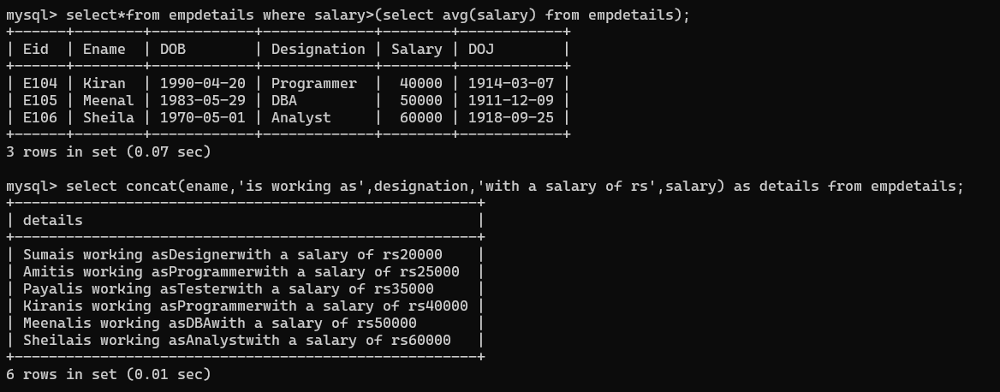 mysql> select*from empdetails where salary>(select avg(salary) from empdetails);
+------+--------+------------+-------------+--------+------------+
| Eid  | Ename  | DOB        | Designation | Salary | DOJ        |
+------+--------+------------+-------------+--------+------------+
| E104 | Kiran  | 1990-04-20 | Programmer  |  40000 | 1914-03-07 |
| E105 | Meenal | 1983-05-29 | DBA         |  50000 | 1911-12-09 |
| E106 | Sheila | 1970-05-01 | Analyst     |  60000 | 1918-09-25 |
+------+--------+------------+-------------+--------+------------+
3 rows in set (0.07 sec)
mysql> select concat(ename,'is working as',designation,'with a salary of rs',salary) as details from empdetails;
+------------------------------------------------------+
| details                                              |
+------------------------------------------------------+
| Sumais working asDesignerwith a salary of rs20000    |
| Amitis working asProgrammerwith a salary of rs25000  |
| Payalis working asTesterwith a salary of rs35000     |
| Kiranis working asProgrammerwith a salary of rs40000 |
| Meenalis working asDBAwith a salary of rs50000       |
| Sheilais working asAnalystwith a salary of rs60000   |
+------------------------------------------------------+
6 rows in set (0.01 sec)